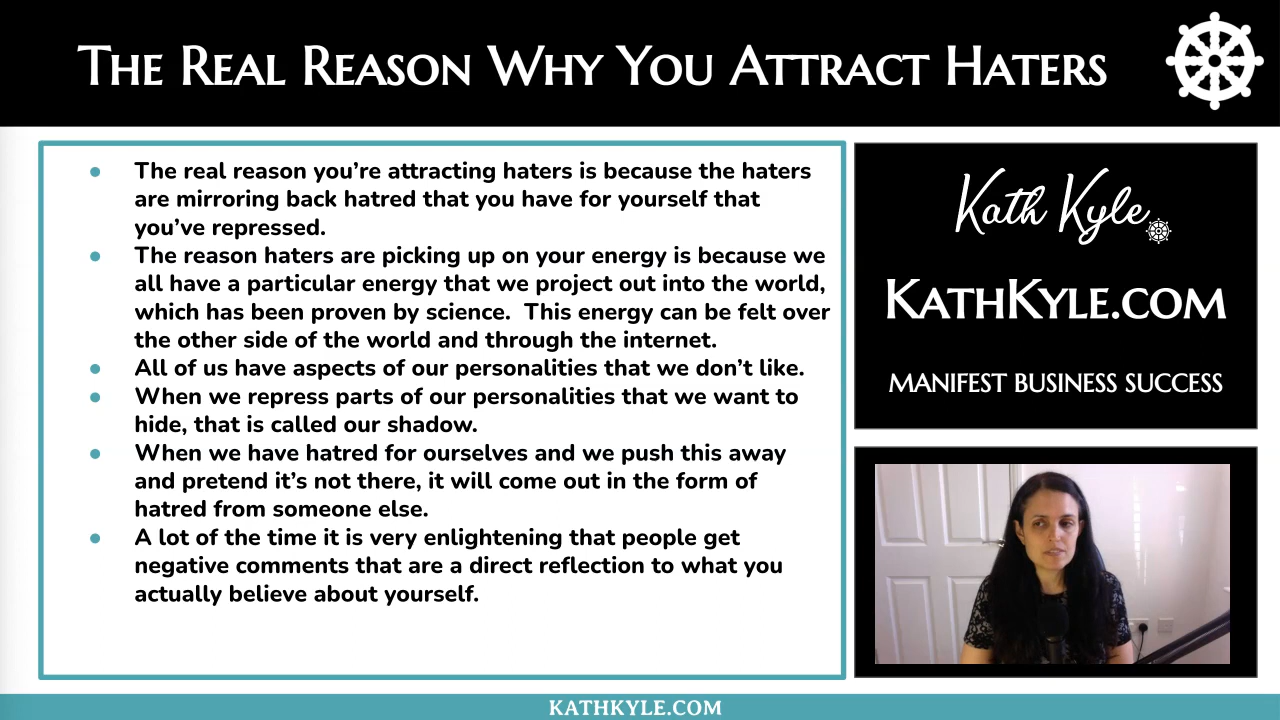 The Real Reason Why You Attract Haters
The real reason you're attracting haters is because the haters
are mirroring back hatred that you have for yourself that
you've repressed.
The reason haters are picking up on your energy is because we
all have a particular energy that we project out into the world,
which has been proven by science.  This energy can be felt over
the other side of the world and through the internet.
All of us have aspects of our personalities that we don't like.
When we repress parts of our personalities that we want to
hide, that is called our shadow.
When we have hatred for ourselves and we push this away
and pretend it's not there, it will come out in the form of
hatred from someone else.
A lot of the time it is very enlightening that people get
negative comments that are a direct reflection to what you
actually believe about yourself.
Kath Kyle
KathKyle.com
MANIFEST BUSINESS SUCCESS
KATHKYLE.COM